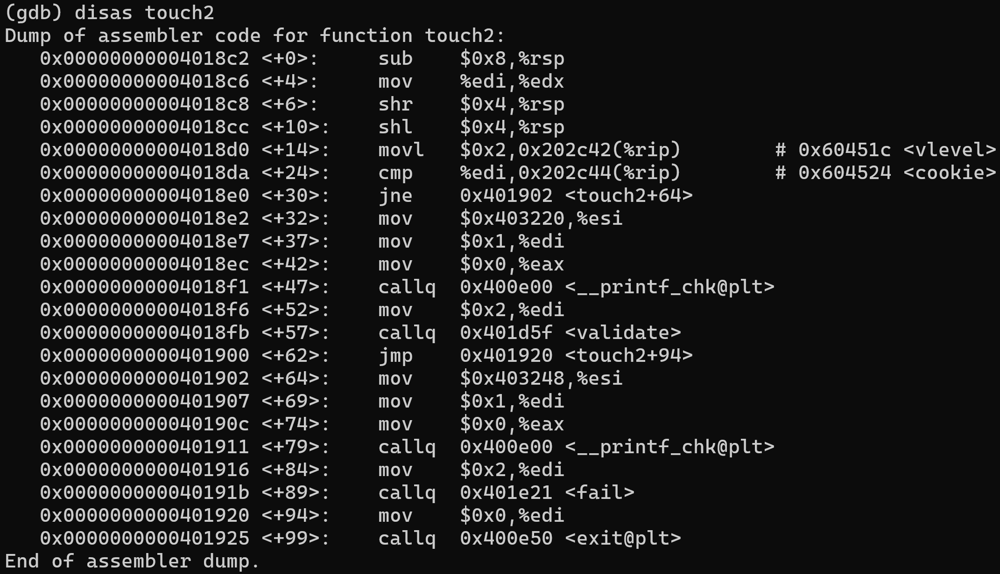 (gdb) disas touch2
Dump of assembler code for function touch2:
   0x00000000004018c2 <+0>:     sub    $0x8,%rsp
   0x00000000004018c6 <+4>:     mov    %edi,%edx
   0x00000000004018c8 <+6>:     shr    $0x4,%rsp
   0x00000000004018cc <+10>:    shl    $0x4,%rsp
   0x00000000004018d0 <+14>:    movl   $0x2,0x202c42(%rip)        # 0x60451c <vlevel>
   0x00000000004018da <+24>:    cmp    %edi,0x202c44(%rip)        # 0x604524 <cookie>
   0x00000000004018e0 <+30>:    jne    0x401902 <touch2+64>
   0x00000000004018e2 <+32>:    mov    $0x403220,%esi
   0x00000000004018e7 <+37>:    mov    $0x1,%edi
   0x00000000004018ec <+42>:    mov    $0x0,%eax
   0x00000000004018f1 <+47>:    callq  0x400e00 <__printf_chk@plt>
   0x00000000004018f6 <+52>:    mov    $0x2,%edi
   0x00000000004018fb <+57>:    callq  0x401d5f <validate>
   0x0000000000401900 <+62>:    jmp    0x401920 <touch2+94>
   0x0000000000401902 <+64>:    mov    $0x403248,%esi
   0x0000000000401907 <+69>:    mov    $0x1,%edi
   0x000000000040190c <+74>:    mov    $0x0,%eax
   0x0000000000401911 <+79>:    callq  0x400e00 <__printf_chk@plt>
   0x0000000000401916 <+84>:    mov    $0x2,%edi
   0x000000000040191b <+89>:    callq  0x401e21 <fail>
   0x0000000000401920 <+94>:    mov    $0x0,%edi
   0x0000000000401925 <+99>:    callq  0x400e50 <exit@plt>
End of assembler dump.